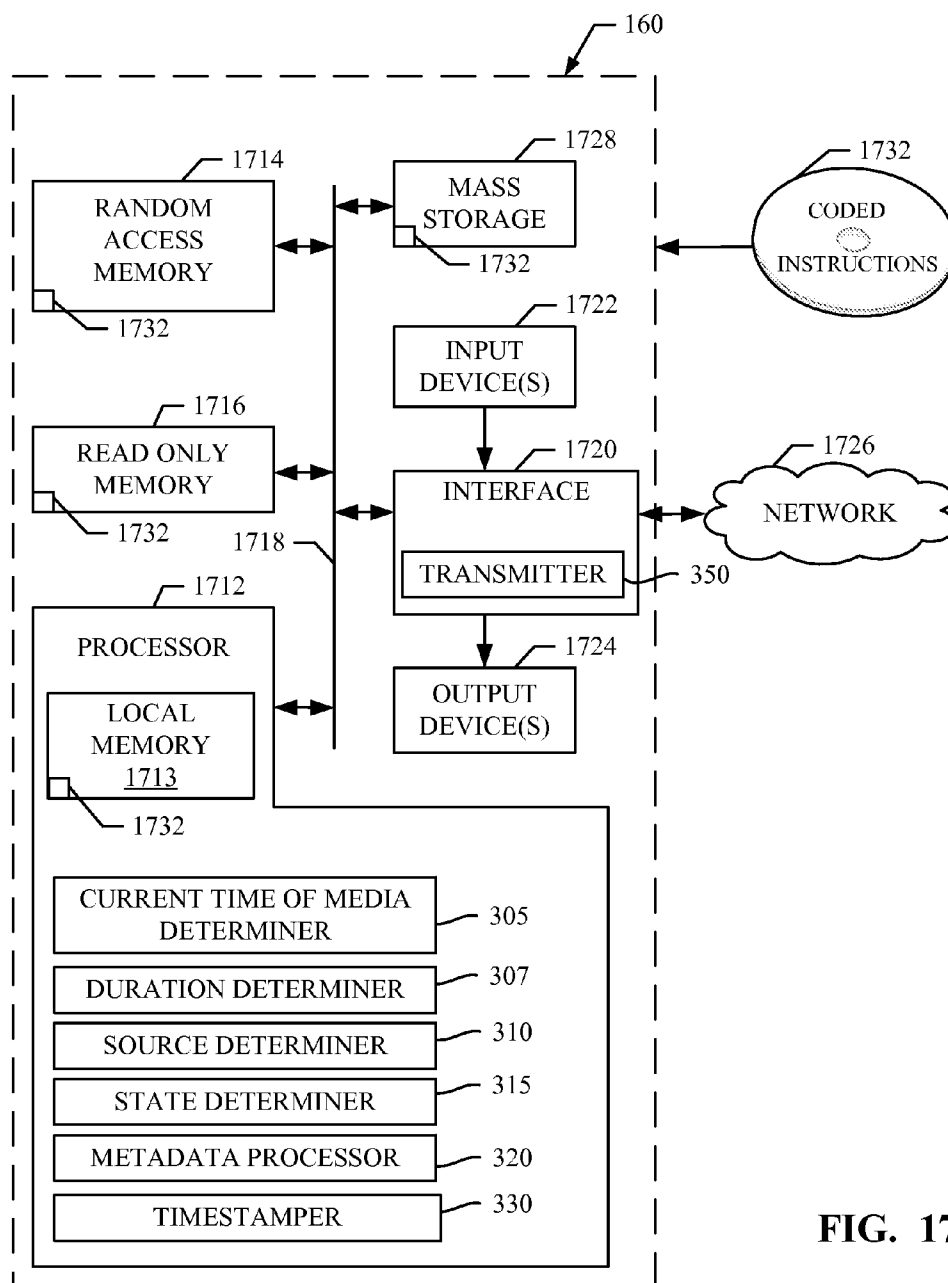 160
1714
RANDOM
ACCESS
MEMORY
1732
1728
MASS
STORAGE
1732
1732
CODED
INSTRUCTIONS
1722
INPUT
DEVICE(S)
1716
READ ONLY
MEMORY
1732
1720
INTERFACE
TRANSMITTER
350
1726
NETWORK
1718
1712
PROCESSOR
LOCAL
MEMORY
1713
1732
1724
OUTPUT
DEVICE(S)
CURRENT TIME OF MEDIA
DETERMINER
305
DURATION DETERMINER
307
SOURCE DETERMINER
310
STATE DETERMINER
315
METADATA PROCESSOR
320
TIMESTAMPER
330
FIG. 17